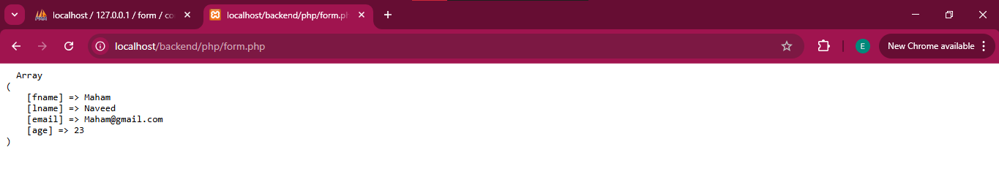 localhost / 127.0.0.1 / form / co
localhost/backend/php/form.ph
localhost/backend/php/form.php
E
New Chrome available
Array
(
[fname] => Maham
[lname] => Naveed
[email] => Maham@gmail.com
[age] => 23
)